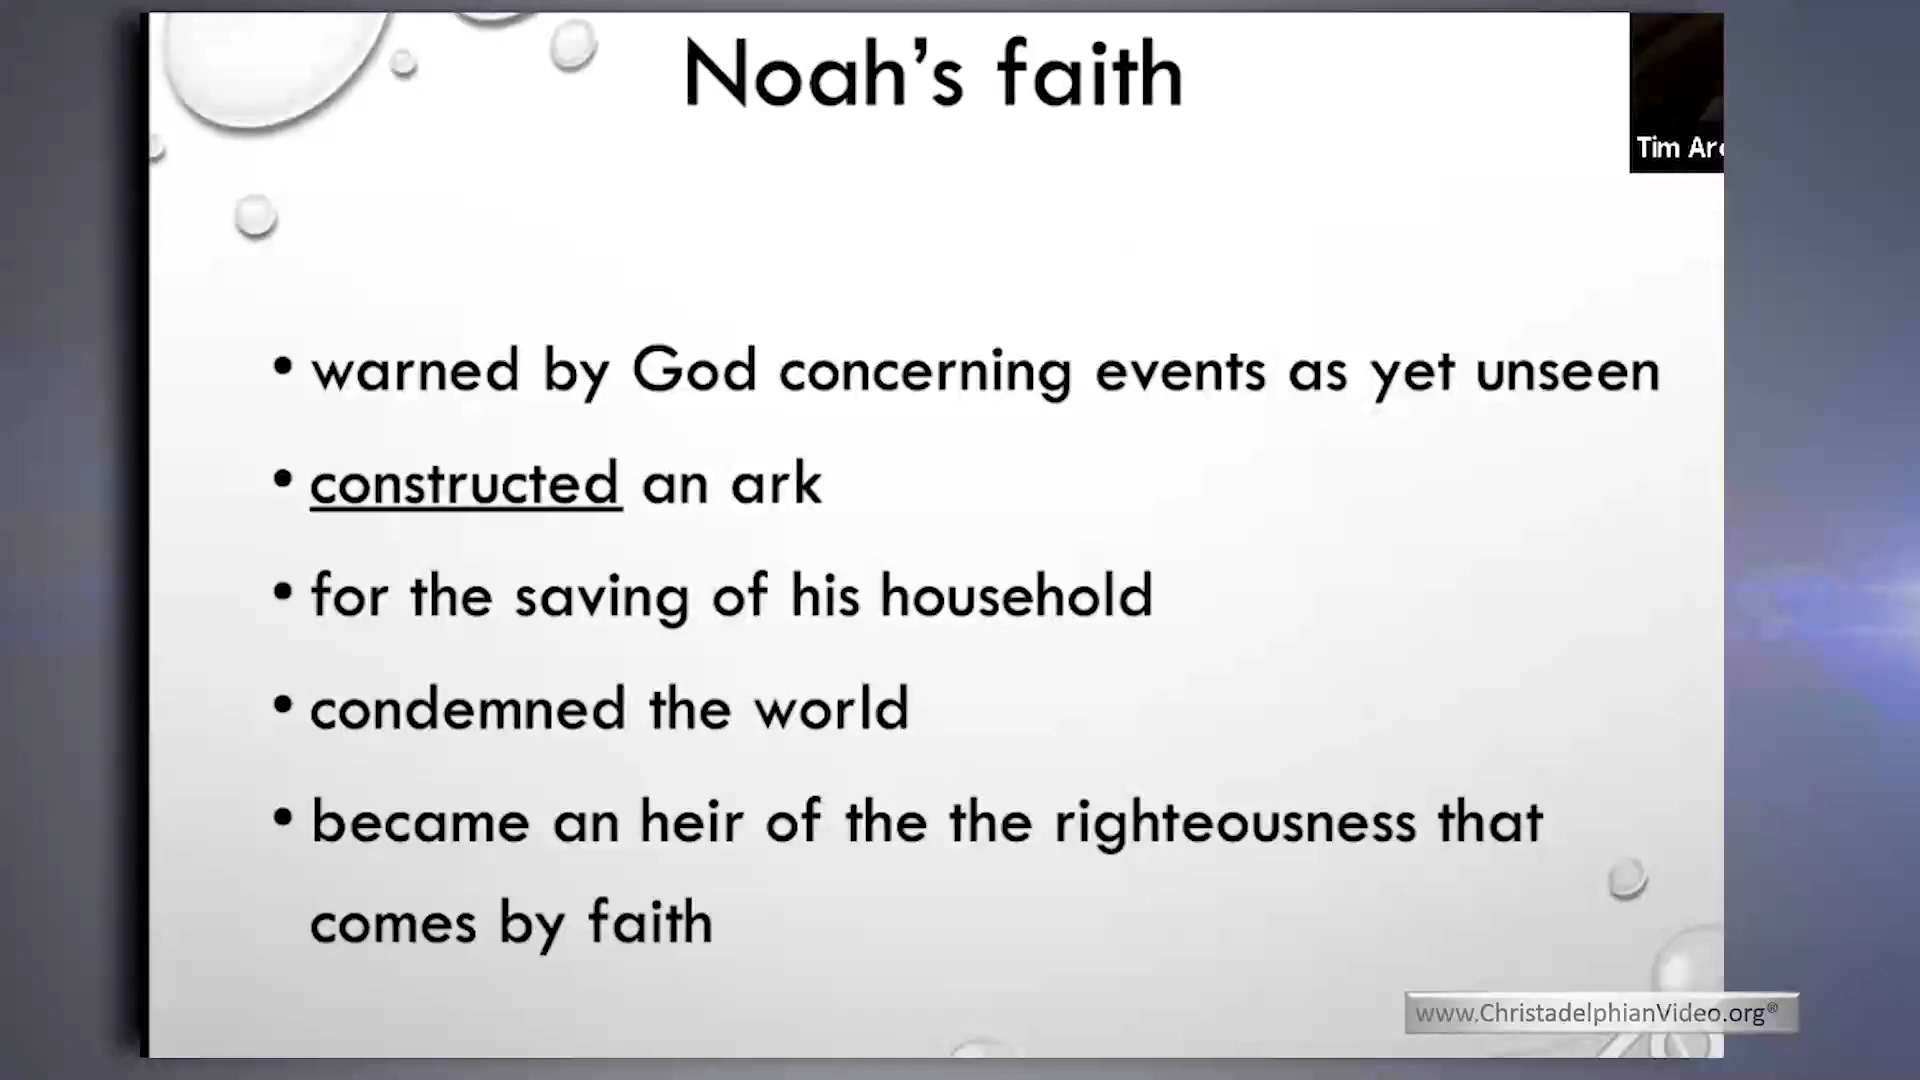 Noah's faith
Tim Arc
• warned by God concerning events as yet unseen
• constructed an ark
• for the saving of his household
• condemned the world
• became an heir of the the righteousness that
comes by faith
www.ChristadelphianVideo.org®